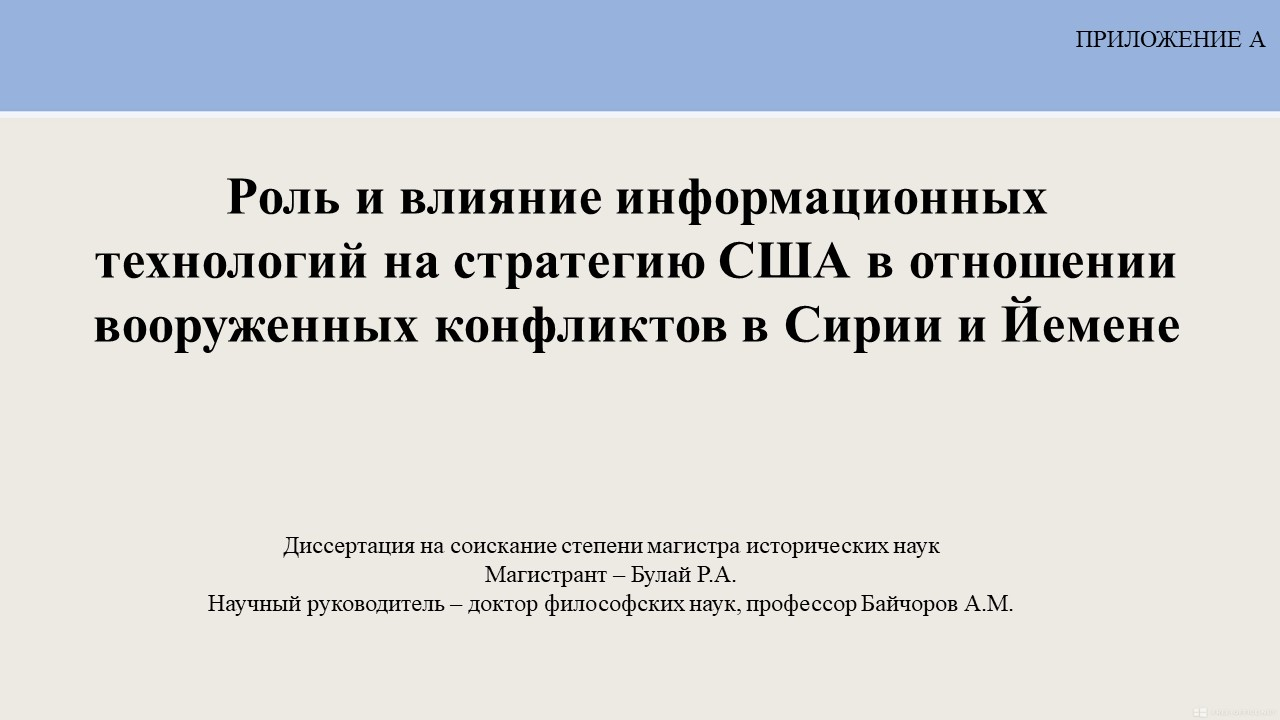 ПРИЛОЖЕНИЕ А
Роль и влияние информационных
технологий на стратегию США в отношении
вооруженных конфликтов в Сирии и Йемене
Диссертация на соискание степени магистра исторических наук
Магистрант – Булай Р.А.
Научный руководитель – доктор философских наук, профессор Байчоров А.М.